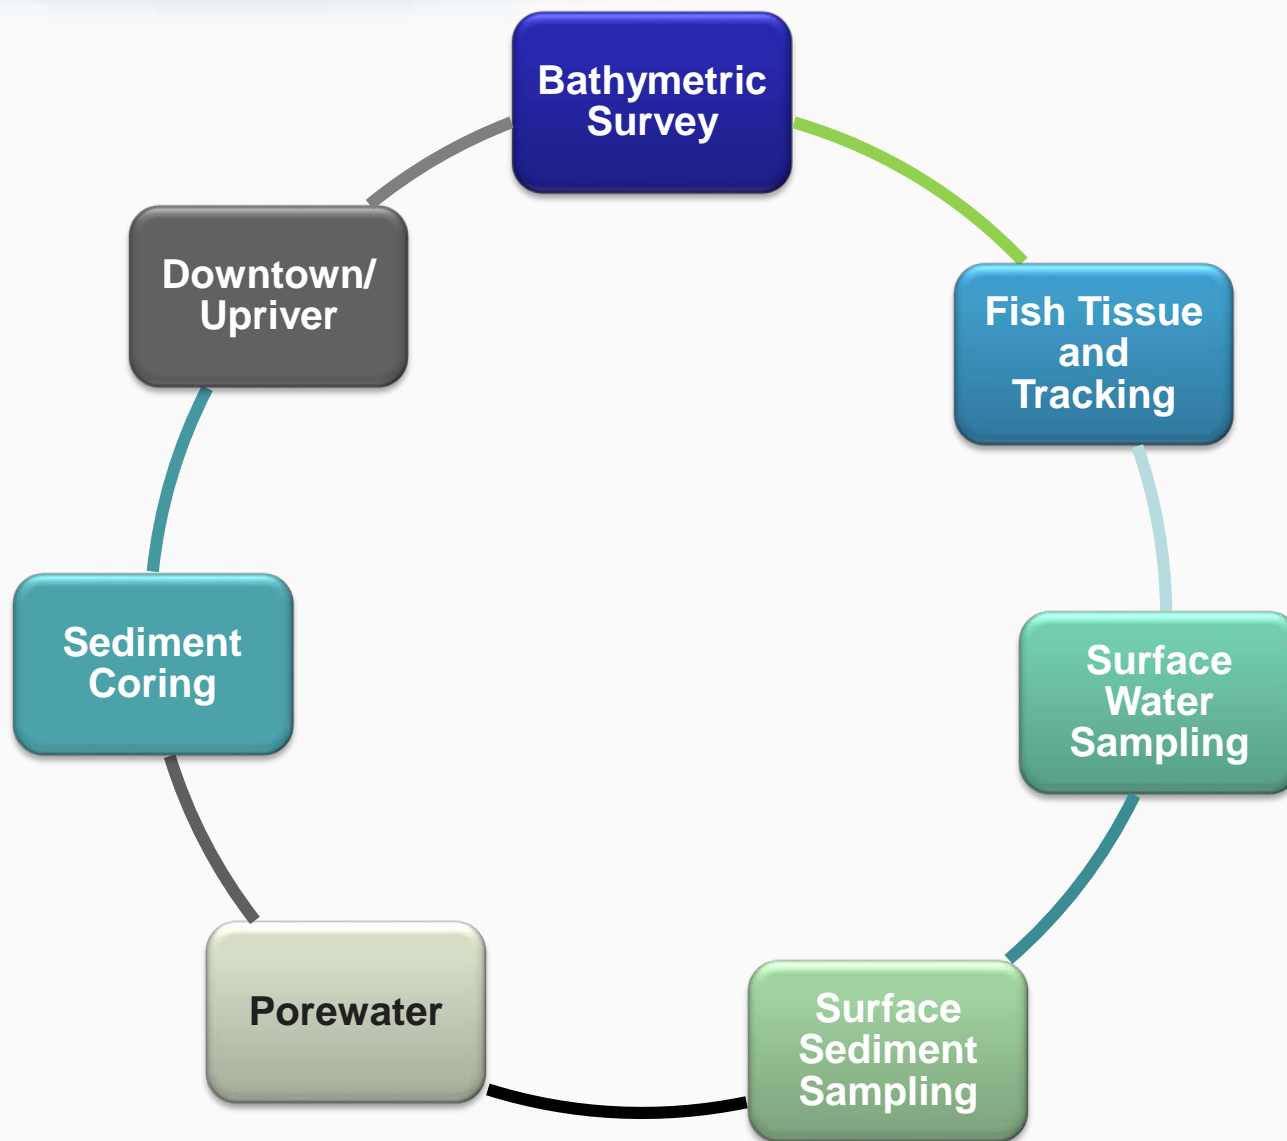 Bathymetric
Survey
Fish Tissue
and
Tracking
Surface
Water
Sampling
Surface
Sediment
Sampling
Porewater
Sediment
Coring
Downtown/
Upriver